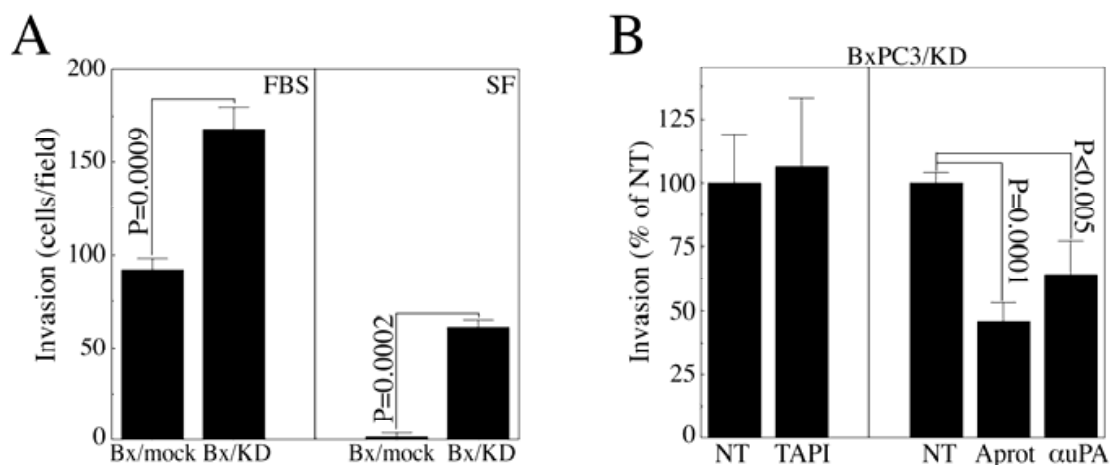 A
Invasion (cells/field)
200
150
100
50
0
FBS
SF
P=0.0009
P=0.0002
Bx/mock Bx/KD
Bx/mock Bx/KD
B
BxPC3/KD
Invasion (% of NT)
125
100
75
50
25
P=0.0001
P<0.005
NT TAPI
NT Aprot αuPA